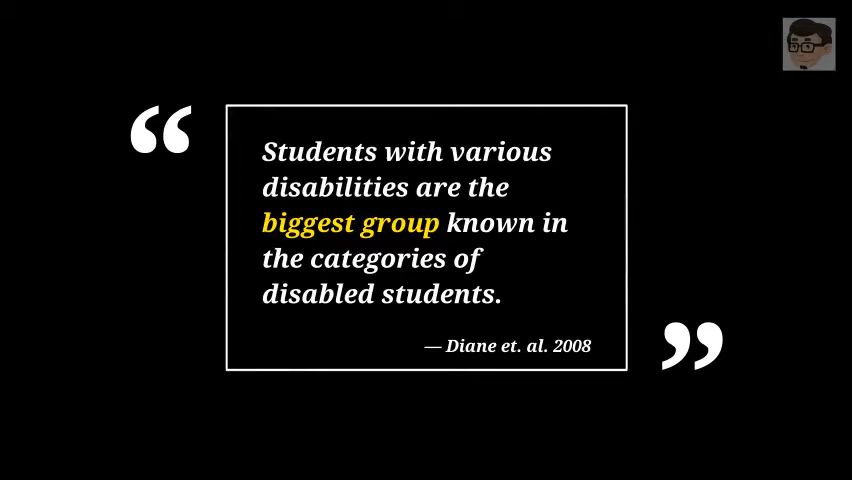 “
Students with various
disabilities are the
biggest group known in
the categories of
disabled students.
— Diane et. al. 2008
”